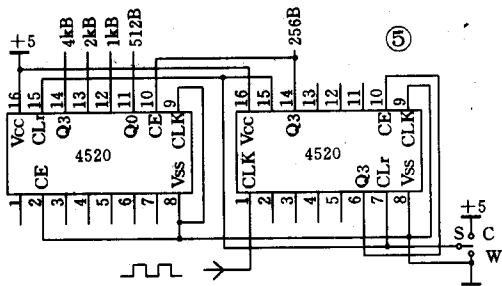 +5
4kB 2kB 1kB 512B 256B ⑤
16 15 14 13 12 11 10 9
VCC CLr Q3 Q0 CE CLK
4520
CE VSS
1 2 3 4 5 6 7 8
16 15 14 13 12 11 10 9
VCC Q3 CE CLK
4520
CLK Q3 CLr VSS
1 2 3 4 5 6 7 8
+5
S C
W